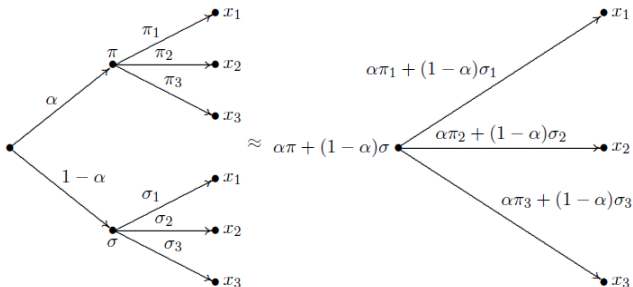 x₁
π₁
π
π₂
x₂
π₃
α
x₃
1 − α
σ₁
x₁
σ₂
x₂
σ
σ₃
x₃
≈
απ + (1 − α)σ
x₁
απ₁ + (1 − α)σ₁
απ₂ + (1 − α)σ₂
x₂
απ₃ + (1 − α)σ₃
x₃